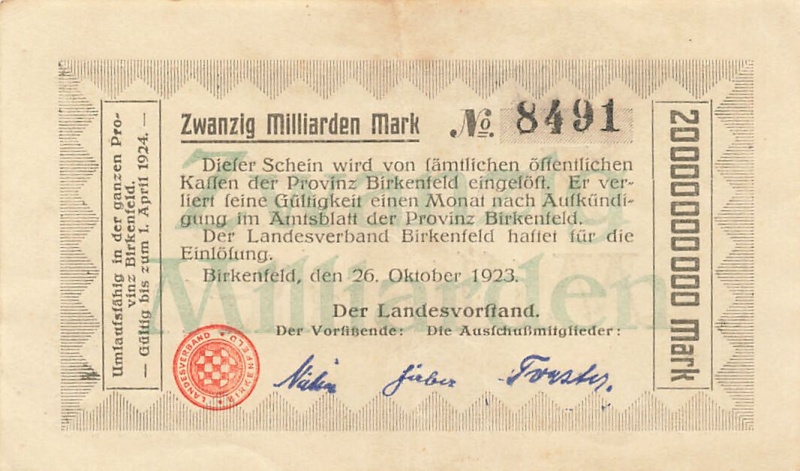 Umlaufsfähig in der ganzen Pro-
vinz Birkenfeld.
— Gültig bis zum 1. April 1924. —
Zwanzig Milliarden Mark
No. 8491
Dieſer Schein wird von ſämtlichen öffentlichen
Kaſſen der Provinz Birkenfeld eingelöſt. Er ver-
liert ſeine Gültigkeit einen Monat nach Aufkündi-
gung im Amtsblatt der Provinz Birkenfeld.
Der Landesverband Birkenfeld haftet für die
Einlöſung.
Birkenfeld, den 26. Oktober 1923.
Der Landesvorſtand.
Der Vorſitzende: Die Ausſchußmitglieder:
Zwanzig
Milliarden
LANDESVERBAND BIRKENFELD
20000000000 Mark